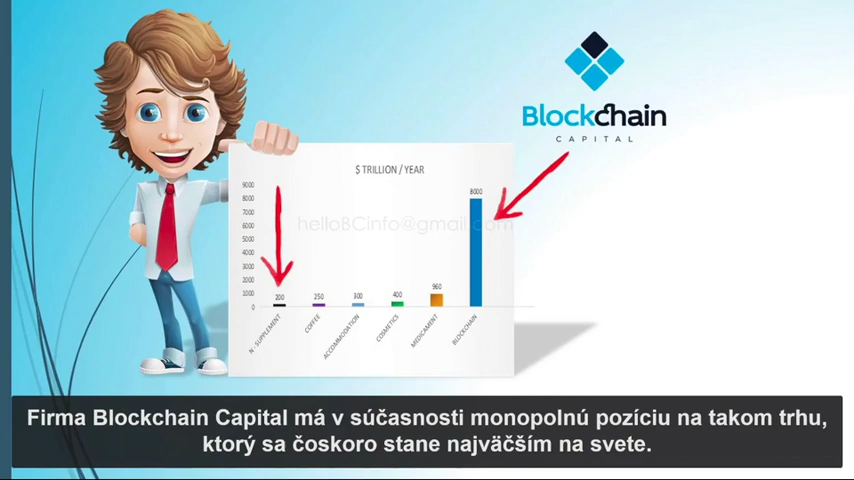 Blockchain
CAPITAL
$ TRILLION / YEAR
9000
8000
7000
6000
5000
4000
3000
2000
1000
0
200
250
300
400
960
8000
N - SUPPLEMENT
COFFEE
ACCOMMODATION
COSMETICS
MEDICAMENT
BLOCKCHAIN
helloBCinfo@gmail.com
Firma Blockchain Capital má v súčasnosti monopolnú pozíciu na takom trhu,
ktorý sa čoskoro stane najväčším na svete.